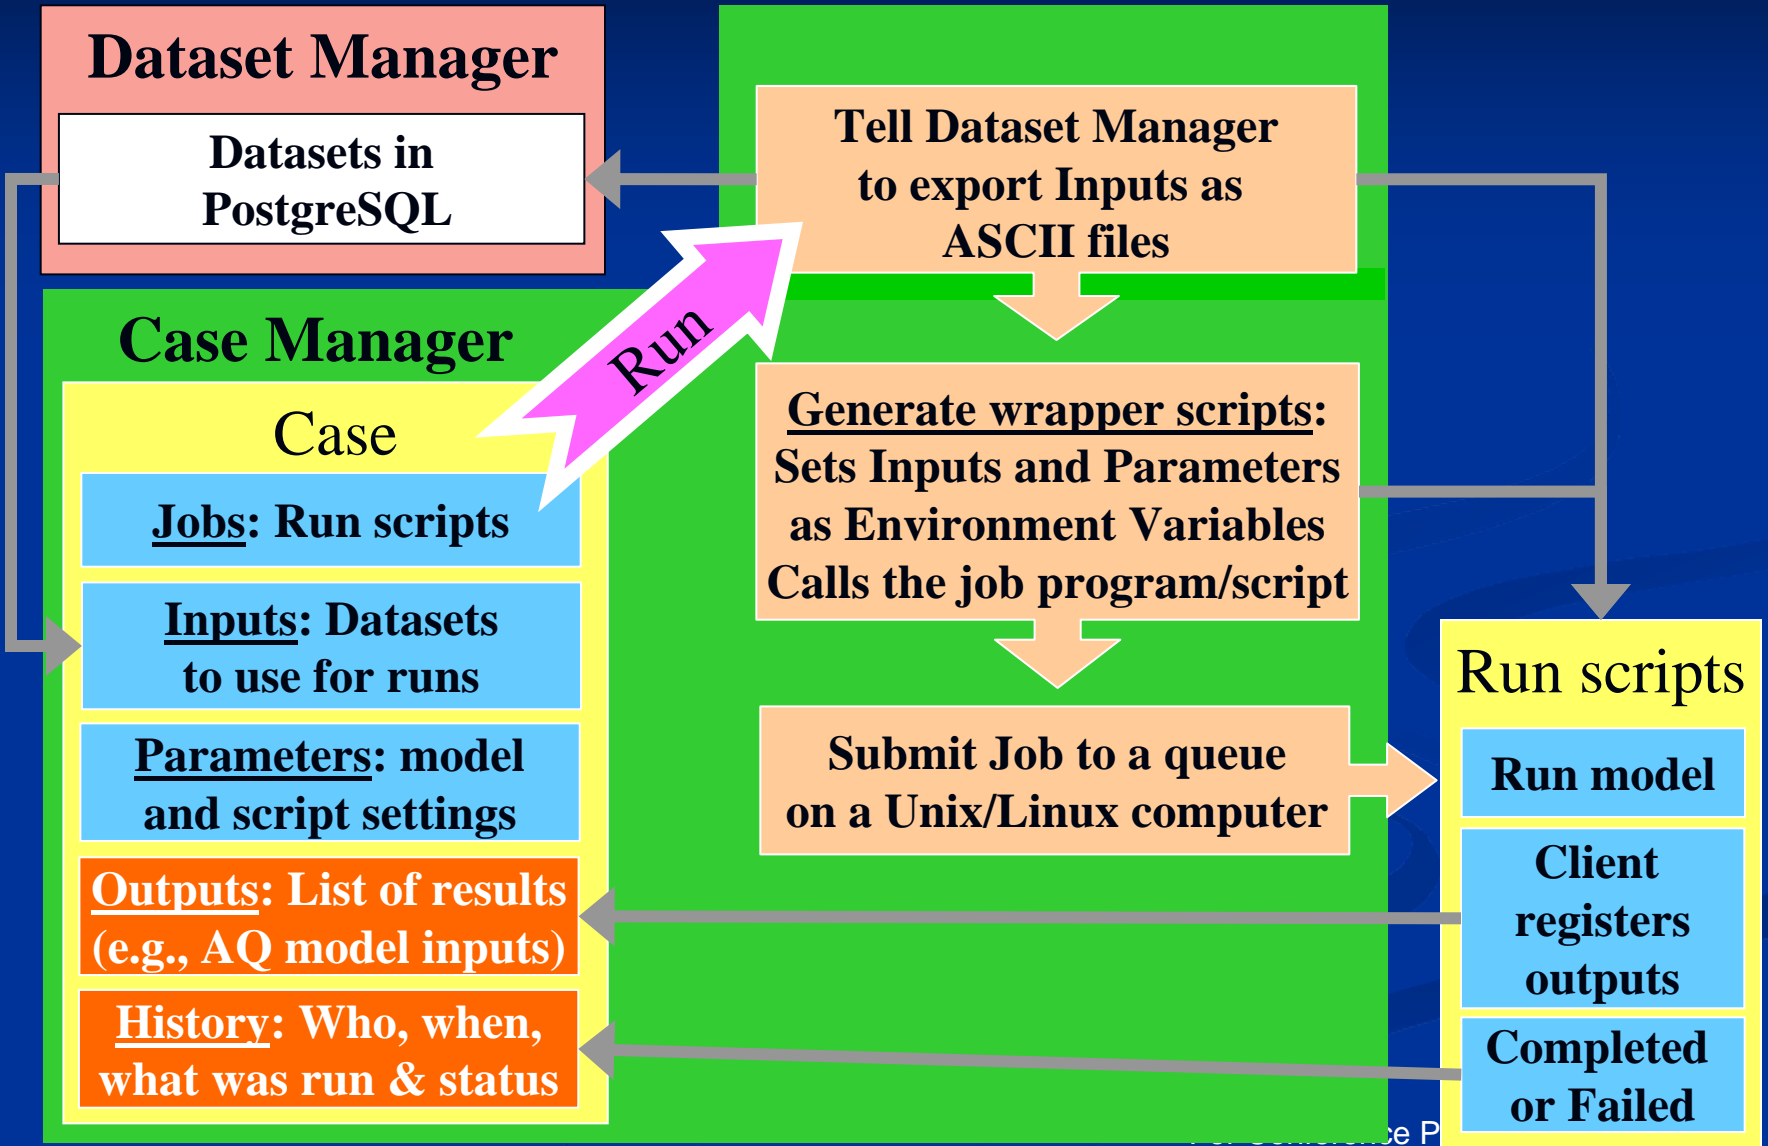 Dataset Manager
Datasets in
PostgreSQL
Case Manager
Case
Jobs: Run scripts
Inputs: Datasets
to use for runs
Parameters: model
and script settings
Outputs: List of results
(e.g., AQ model inputs)
History: Who, when,
what was run & status
Run
Tell Dataset Manager
to export Inputs as
ASCII files
Generate wrapper scripts:
Sets Inputs and Parameters
as Environment Variables
Calls the job program/script
Submit Job to a queue
on a Unix/Linux computer
Run scripts
Run model
Client
registers
outputs
Completed
or Failed